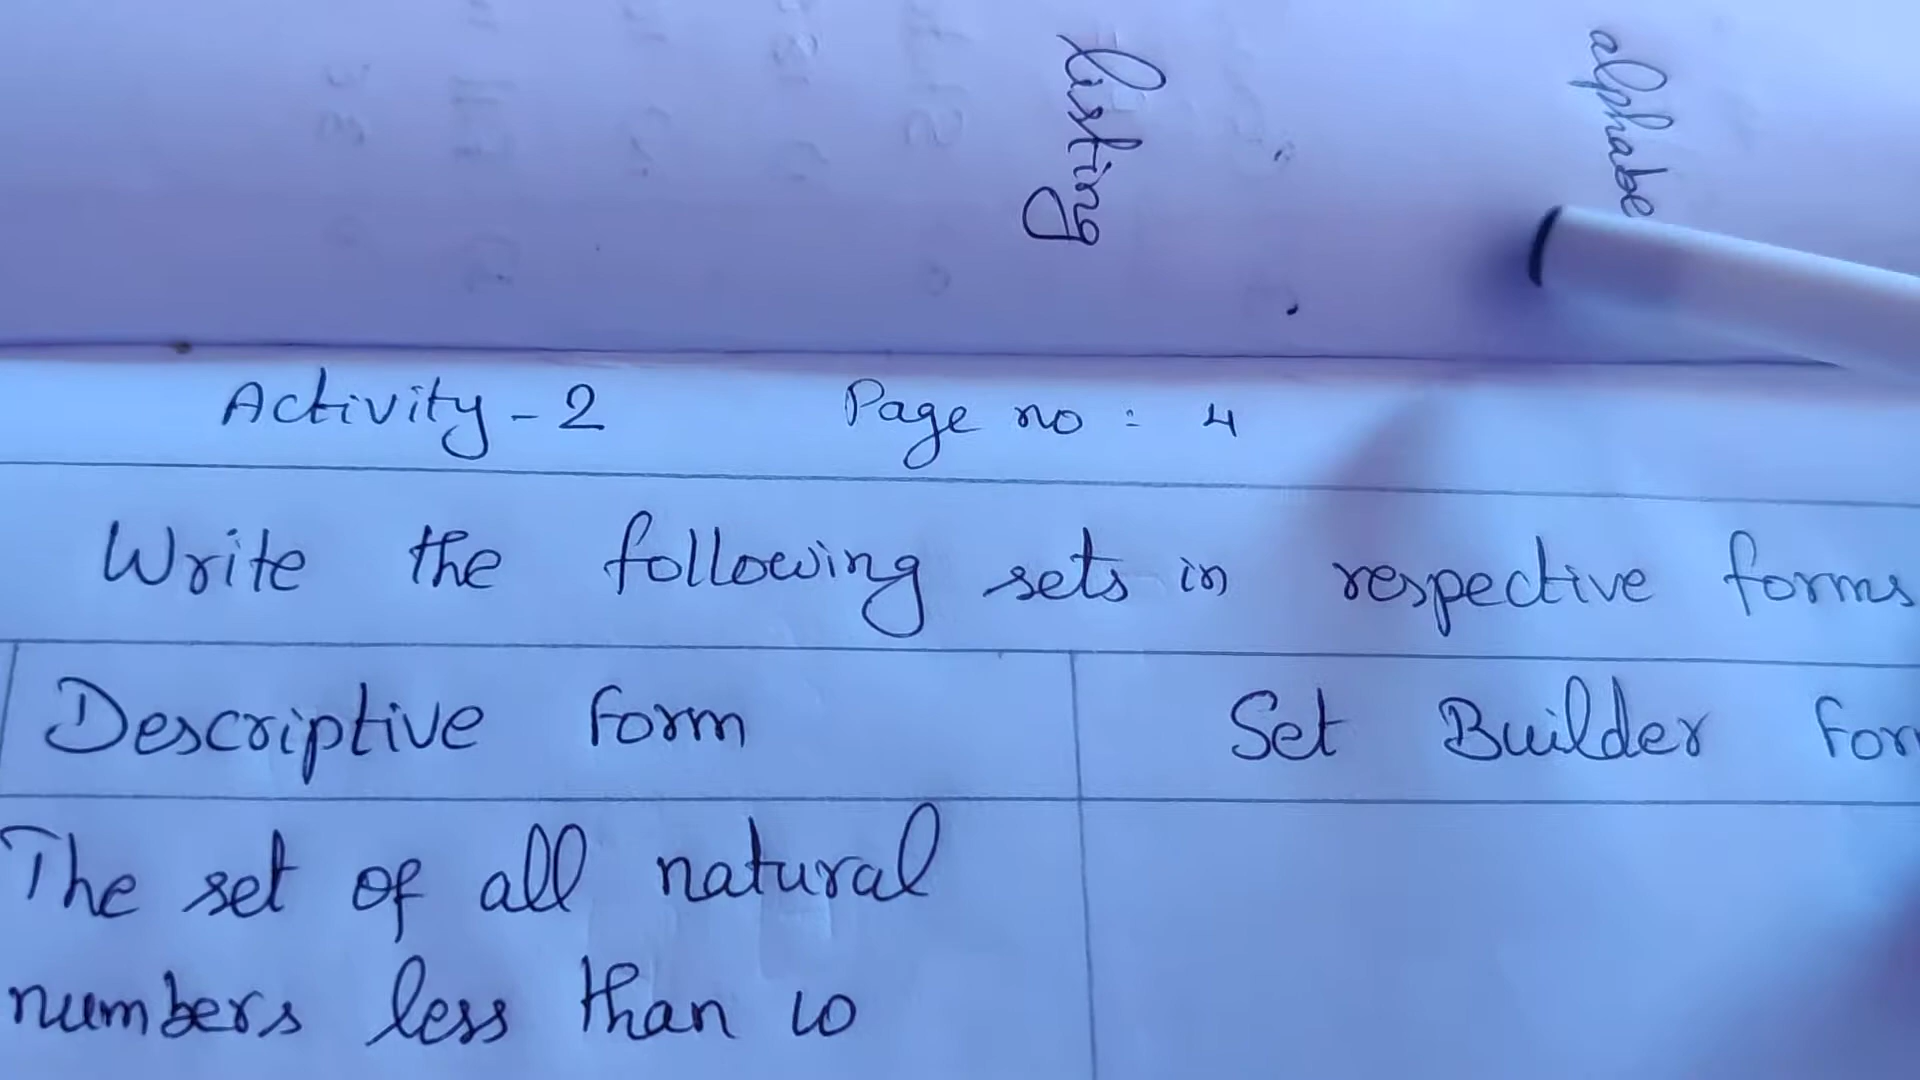 listing
alphabe
Activity - 2 Page no : 4
Write the following sets in respective forms
Descriptive form
Set Builder For
The set of all natural
numbers less than 10